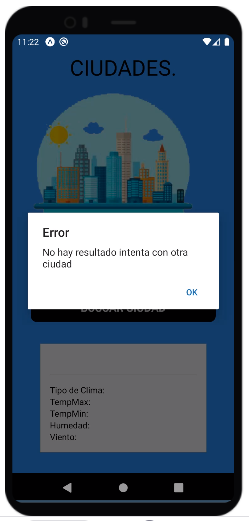 11:22
CIUDADES.
Error
No hay resultado intenta con otra
ciudad
OK
BUSCAR CIUDAD
Tipo de Clima:
TempMax:
TempMin:
Humedad:
Viento: